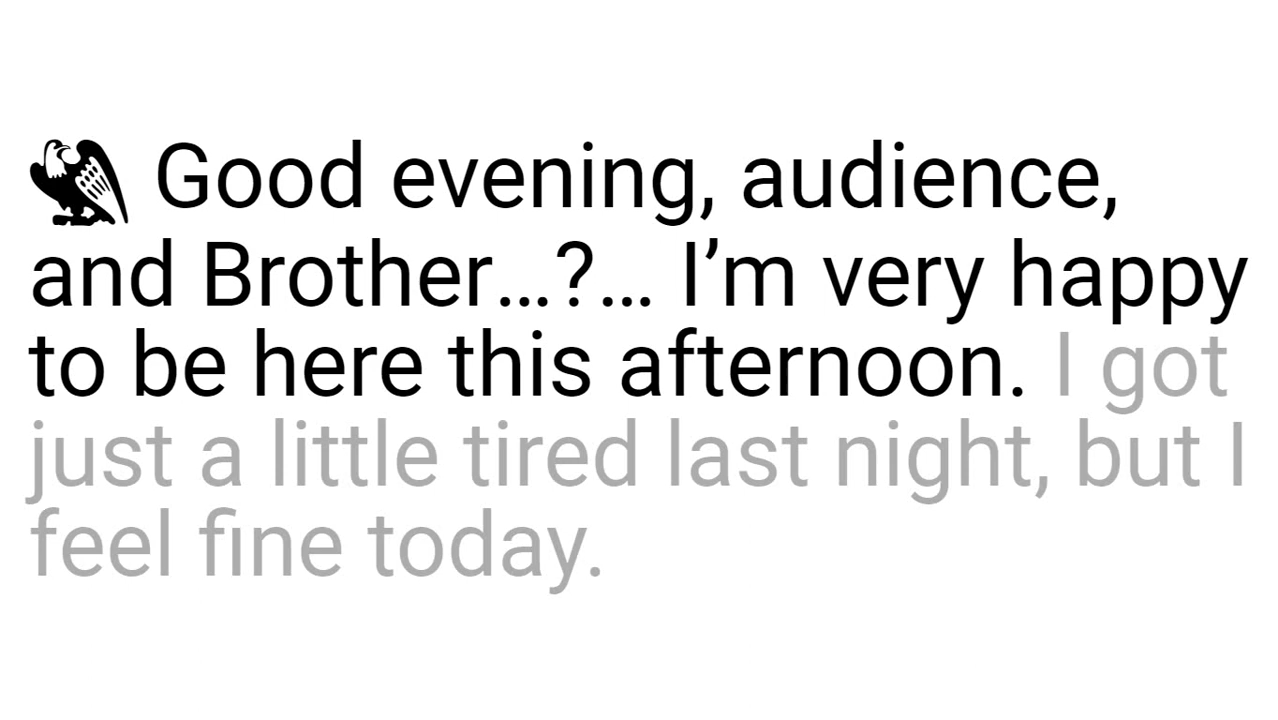 Good evening, audience,
and Brother…?… I’m very happy
to be here this afternoon. I got
just a little tired last night, but I
feel fine today.